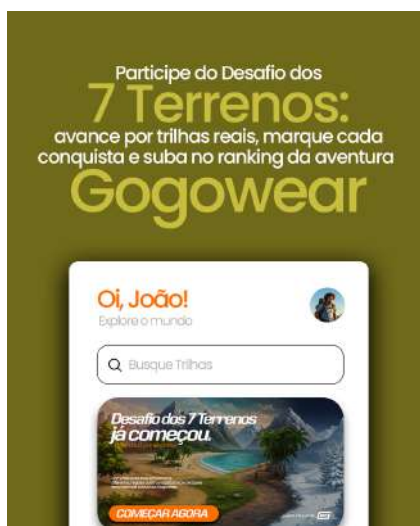 Participe do Desafio dos
7 Terrenos:
avance por trilhas reais, marque cada
conquista e suba no ranking da aventura
Gogowear
Oi, João!
Explore o mundo
Busque Trilhas
Desafio dos 7 Terrenos
já começou.
COMEÇAR AGORA